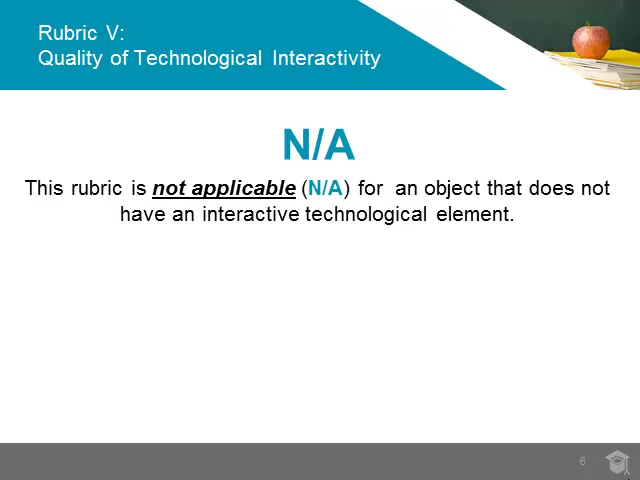 Rubric V:
Quality of Technological Interactivity
N/A
This rubric is not applicable (N/A) for an object that does not
have an interactive technological element.
6